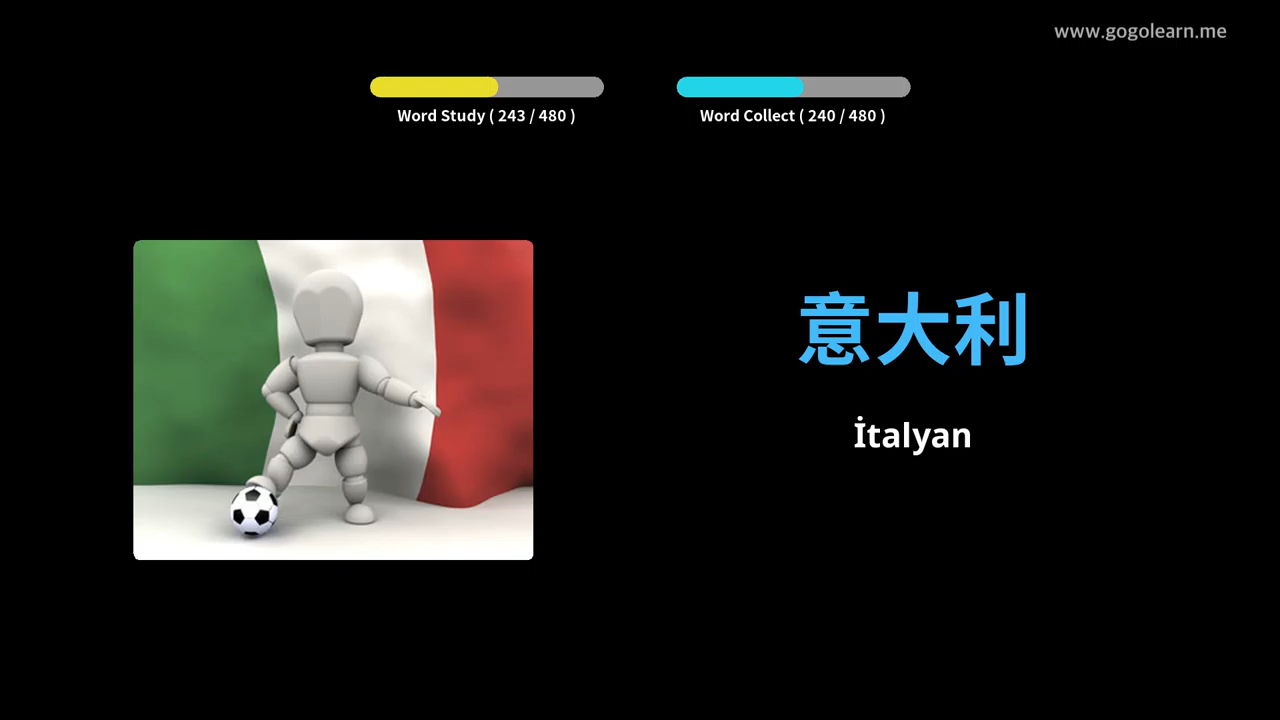 www.gogolearn.me
Word Study ( 243 / 480 )
Word Collect ( 240 / 480 )
意大利
İtalyan